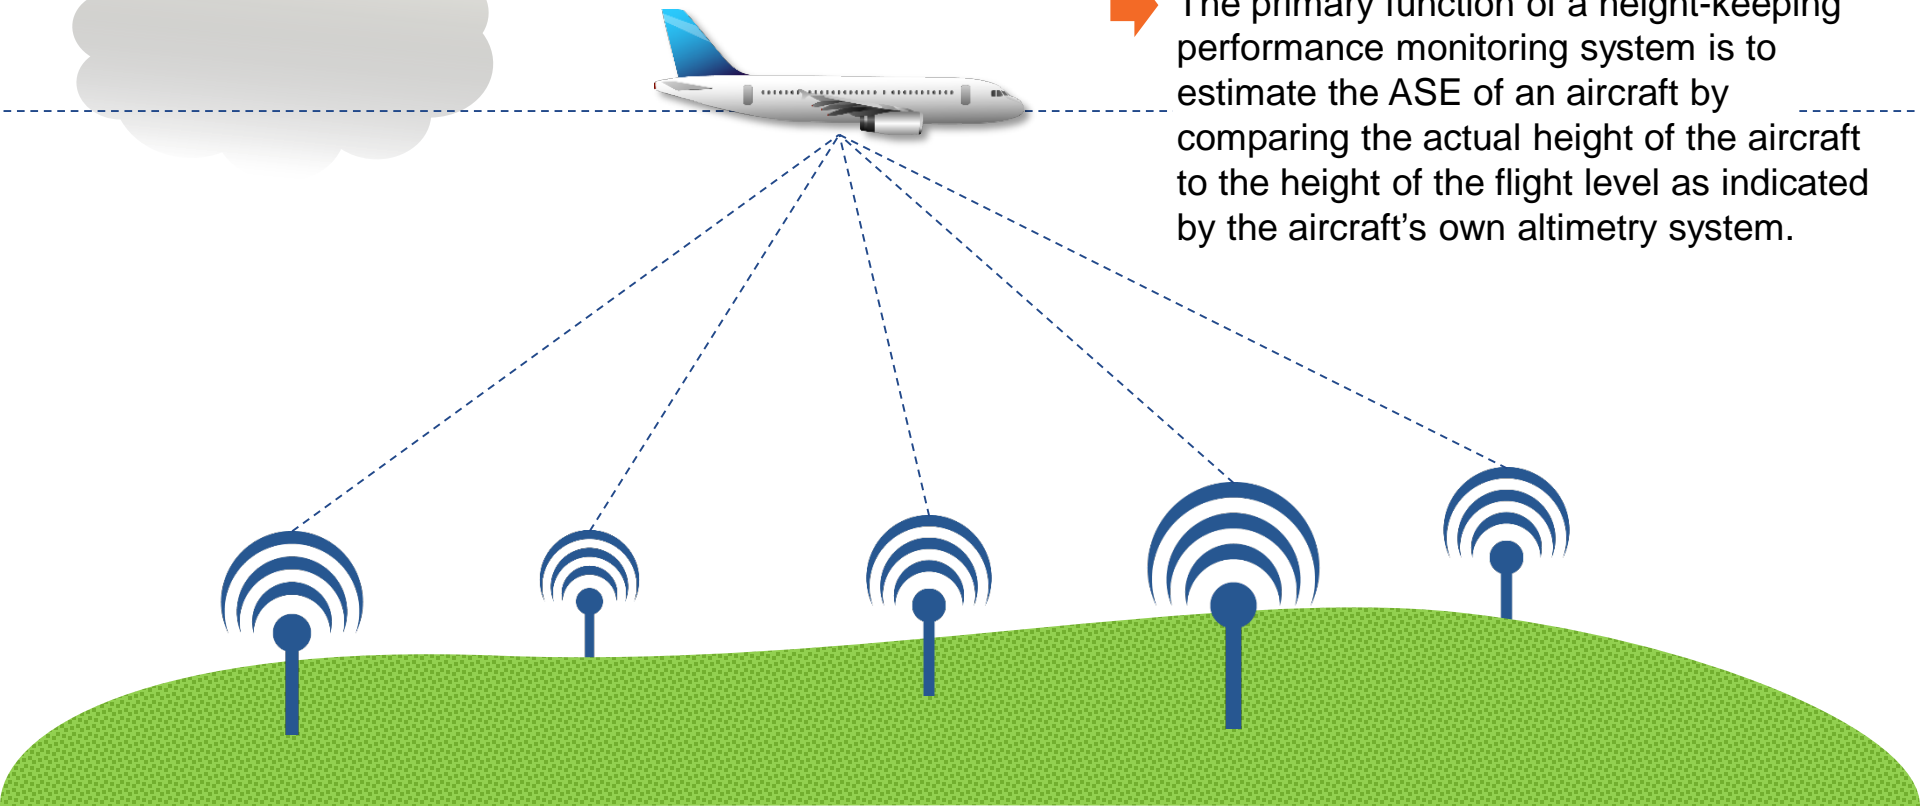 The primary function of a height-keeping
performance monitoring system is to
estimate the ASE of an aircraft by
comparing the actual height of the aircraft
to the height of the flight level as indicated
by the aircraft’s own altimetry system.